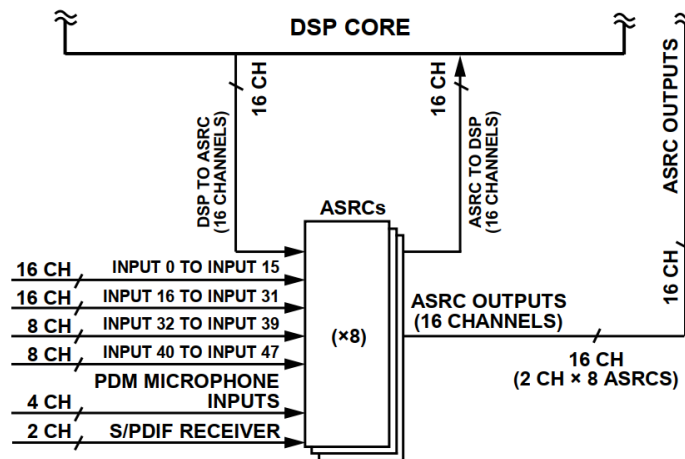 DSP CORE
16 CH
DSP TO ASRC
(16 CHANNELS)
16 CH
ASRC TO DSP
(16 CHANNELS)
ASRC OUTPUTS
16 CH
ASRCs
(×8)
16 CH INPUT 0 TO INPUT 15
16 CH INPUT 16 TO INPUT 31
8 CH INPUT 32 TO INPUT 39
8 CH INPUT 40 TO INPUT 47
PDM MICROPHONE
INPUTS
4 CH
2 CH S/PDIF RECEIVER
ASRC OUTPUTS
(16 CHANNELS)
16 CH
(2 CH × 8 ASRCS)